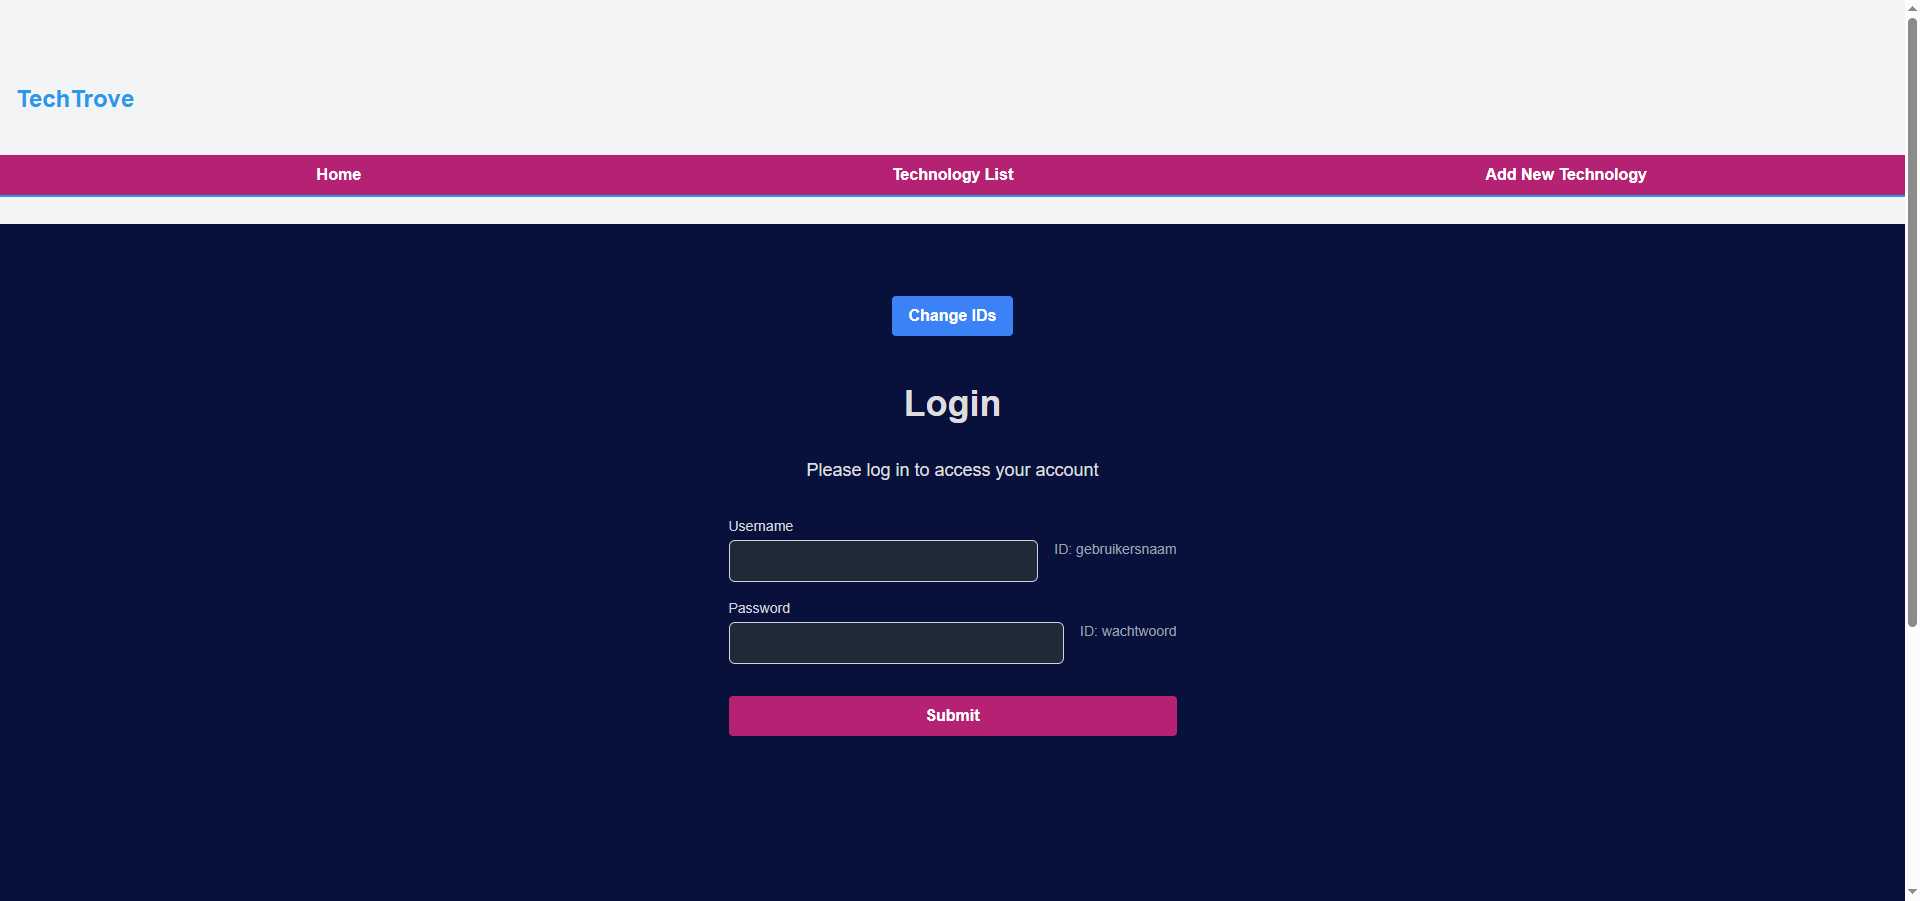 TechTrove
Home Technology List Add New Technology
Change IDs
Login
Please log in to access your account
Username
ID: gebruikersnaam
Password
ID: wachtwoord
Submit